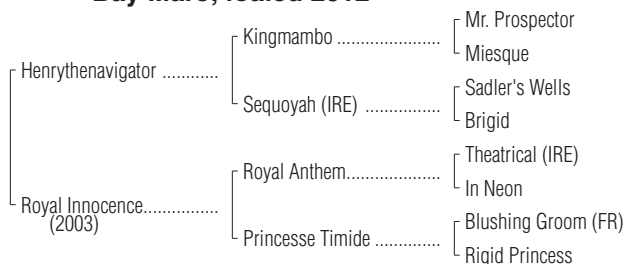 Bay Mare; foaled 2012
Mr. Prospector
Kingmambo ......................
Miesque
Henrythenavigator ............
Sadler's Wells
Sequoyah (IRE) ................
Brigid
Theatrical (IRE)
Royal Anthem....................
In Neon
Royal Innocence................
(2003)
Blushing Groom (FR)
Princesse Timide ..............
Rigid Princess